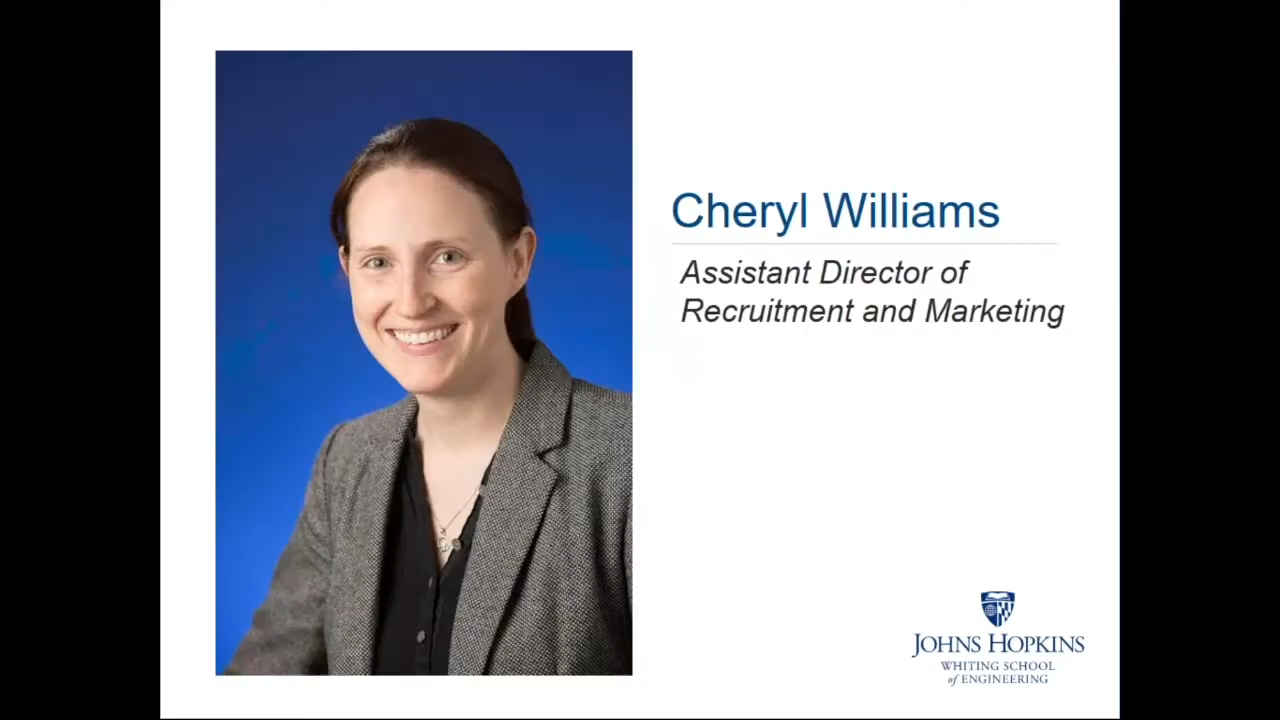 Cheryl Williams
Assistant Director of
Recruitment and Marketing
JOHNS HOPKINS
WHITING SCHOOL
of ENGINEERING